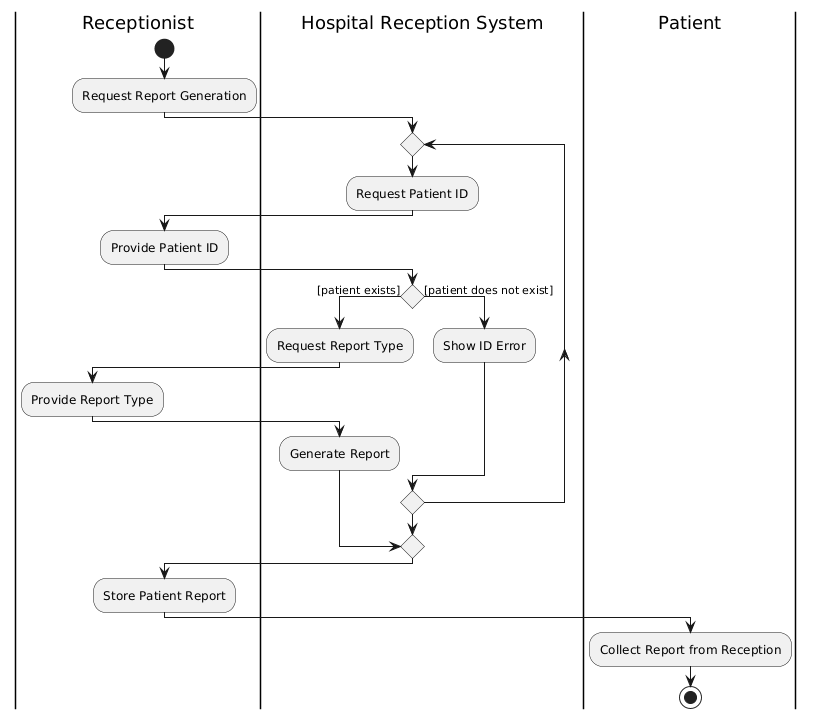 Receptionist
Hospital Reception System
Patient
Request Report Generation
Request Patient ID
Provide Patient ID
[patient exists]
[patient does not exist]
Request Report Type
Show ID Error
Provide Report Type
Generate Report
Store Patient Report
Collect Report from Reception